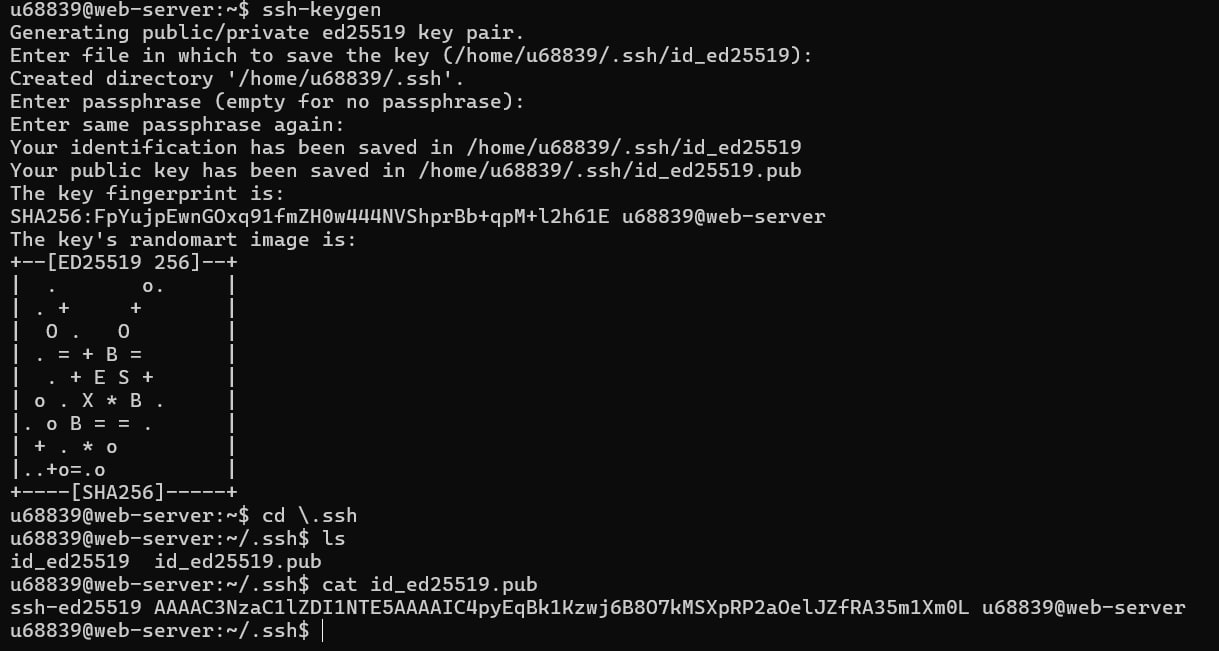 u68839@web-server:~$ ssh-keygen
Generating public/private ed25519 key pair.
Enter file in which to save the key (/home/u68839/.ssh/id_ed25519):
Created directory '/home/u68839/.ssh'.
Enter passphrase (empty for no passphrase):
Enter same passphrase again:
Your identification has been saved in /home/u68839/.ssh/id_ed25519
Your public key has been saved in /home/u68839/.ssh/id_ed25519.pub
The key fingerprint is:
SHA256:FpYujpEwnGOxq91fmZH0w444NVShprBb+qpM+l2h61E u68839@web-server
The key's randomart image is:
+--[ED25519 256]--+
|  .       o.     |
| . +     +       |
|  O .   O        |
| . = + B =       |
|  . + E S +      |
| o . X * B .     |
|. o B = = .      |
| + . * o         |
|..+o=.o          |
+----[SHA256]-----+
u68839@web-server:~$ cd \.ssh
u68839@web-server:~/.ssh$ ls
id_ed25519  id_ed25519.pub
u68839@web-server:~/.ssh$ cat id_ed25519.pub
ssh-ed25519 AAAAC3NzaC1lZDI1NTE5AAAAIC4pyEqBk1Kzwj6B8O7kMSXpRP2aOelJZfRA35m1Xm0L u68839@web-server
u68839@web-server:~/.ssh$